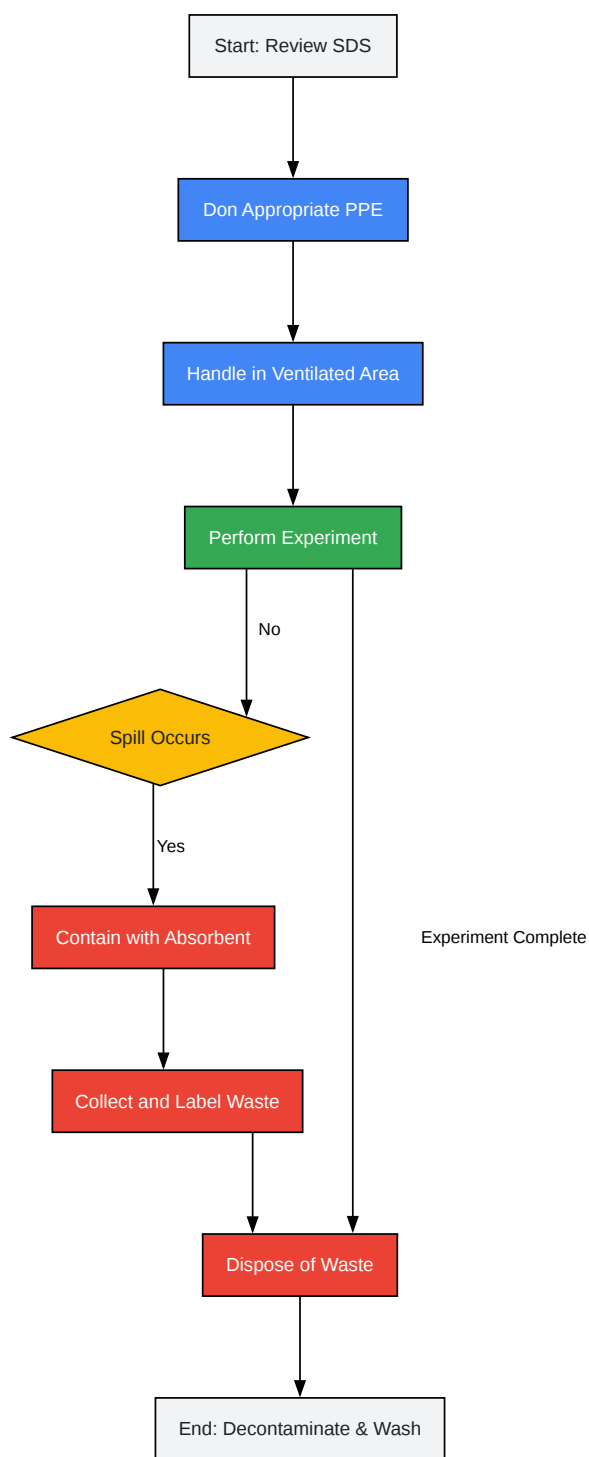 Start: Review SDS
Don Appropriate PPE
Handle in Ventilated Area
Perform Experiment
No
Spill Occurs
Yes
Contain with Absorbent
Experiment Complete
Collect and Label Waste
Dispose of Waste
End: Decontaminate & Wash